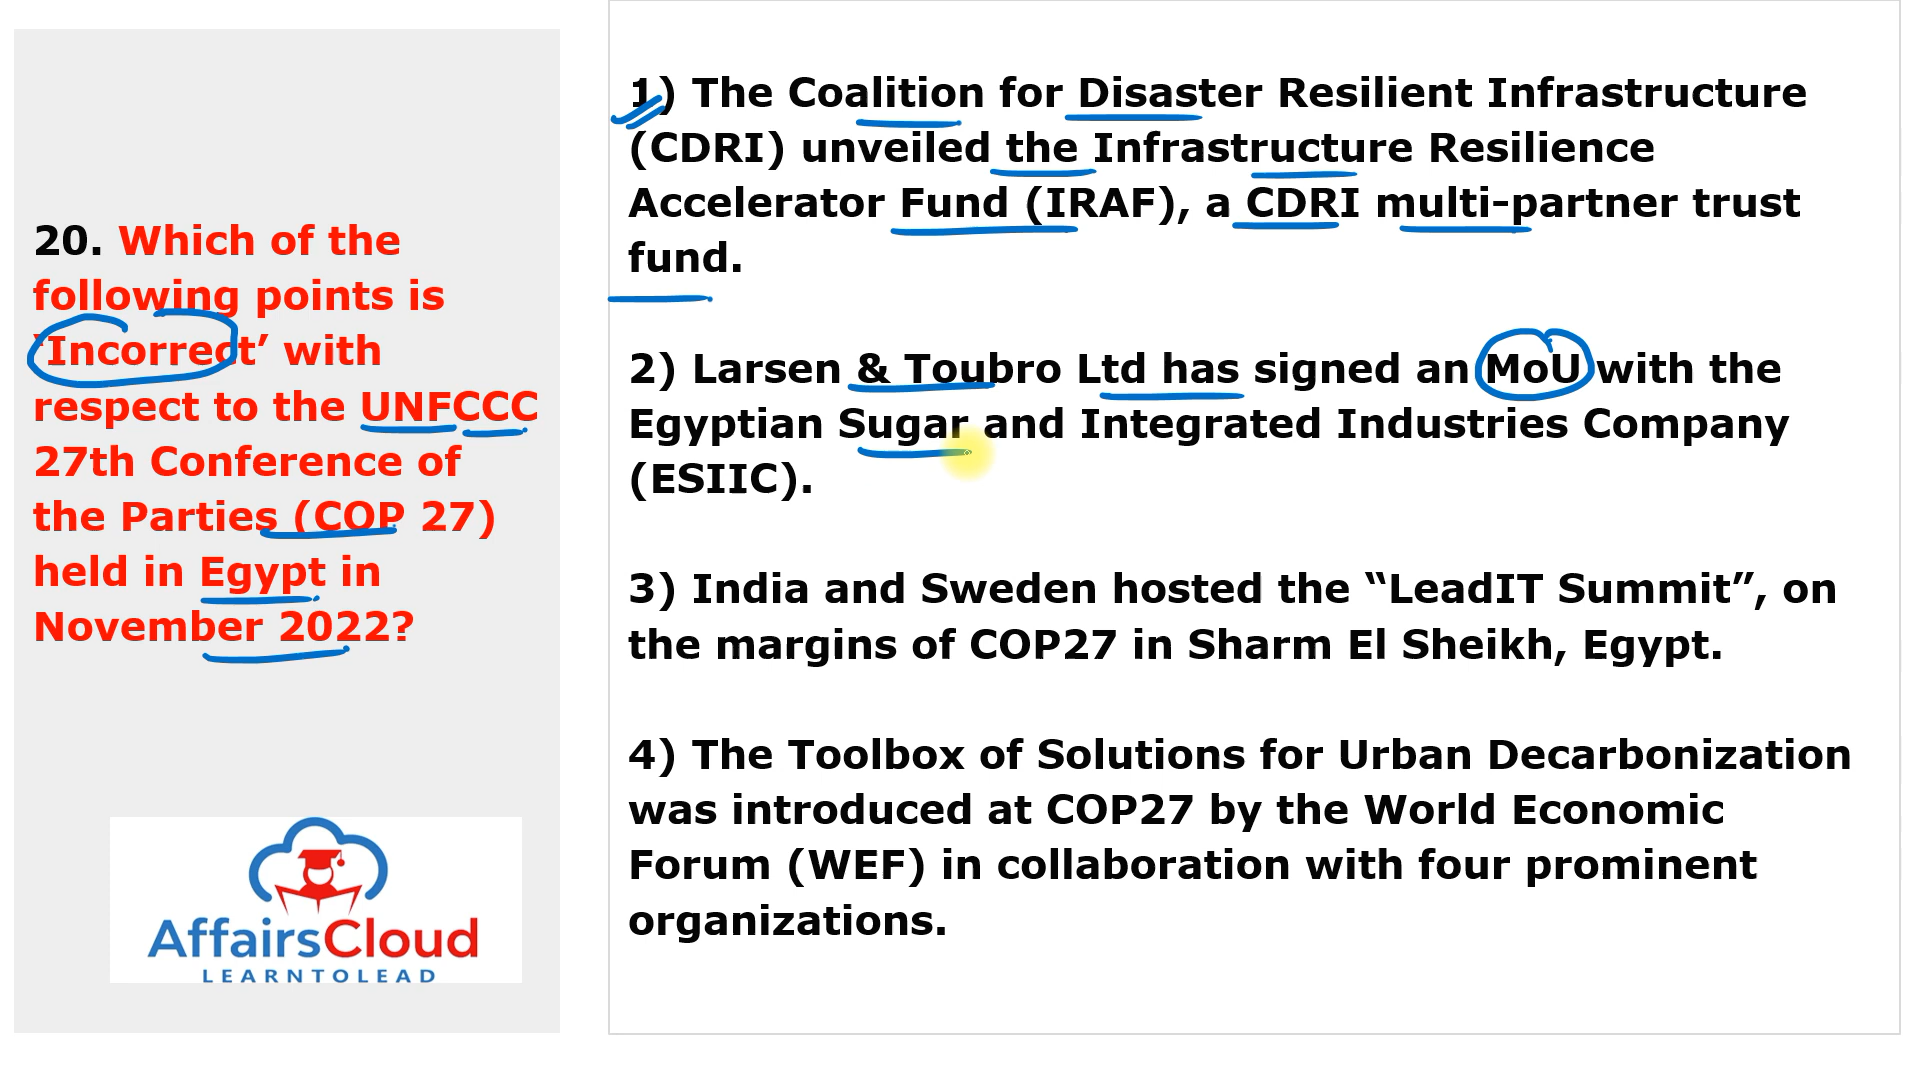 20. Which of the
following points is
‘Incorrect’ with
respect to the UNFCCC
27th Conference of
the Parties (COP 27)
held in Egypt in
November 2022?
AffairsCloud
LEARNTOLEAD
1) The Coalition for Disaster Resilient Infrastructure
(CDRI) unveiled the Infrastructure Resilience
Accelerator Fund (IRAF), a CDRI multi-partner trust
fund.
2) Larsen & Toubro Ltd has signed an MoU with the
Egyptian Sugar and Integrated Industries Company
(ESIIC).
3) India and Sweden hosted the “LeadIT Summit”, on
the margins of COP27 in Sharm El Sheikh, Egypt.
4) The Toolbox of Solutions for Urban Decarbonization
was introduced at COP27 by the World Economic
Forum (WEF) in collaboration with four prominent
organizations.